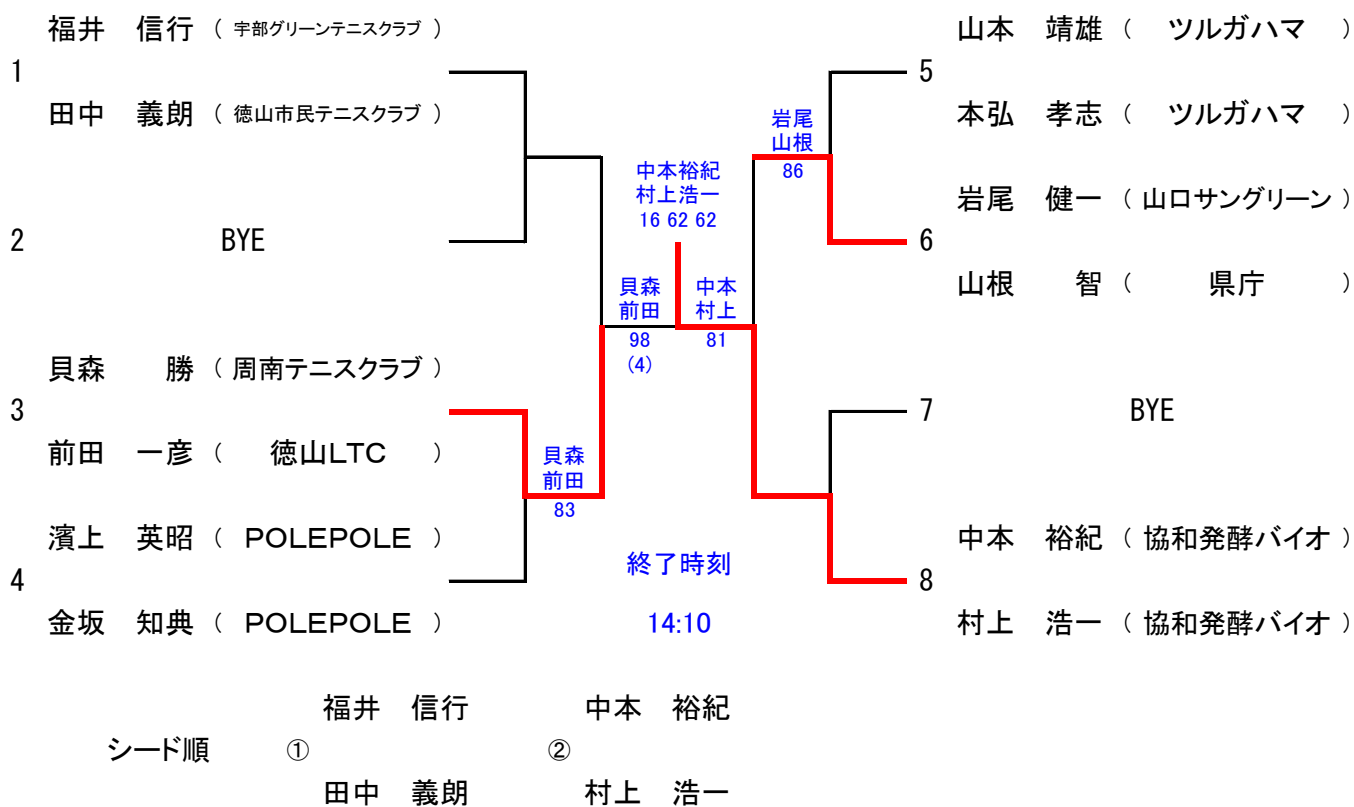 福井　信行（ 宇部グリーンテニスクラブ ）
1
田中　義朗（ 徳山市民テニスクラブ ）
2 BYE
貝森　　勝（ 周南テニスクラブ ）
3
前田　一彦（ 徳山LTC ）
濱上　英昭（ POLEPOLE ）
4
金坂　知典（ POLEPOLE ）
貝森
前田
83
貝森
前田
98
(4)
中本裕紀
村上浩一
16 62 62
中本
村上
81
岩尾
山根
86
終了時刻
14:10
山本　靖雄（ ツルガハマ ）
5
本弘　孝志（ ツルガハマ ）
岩尾　健一（ 山口サングリーン ）
6
山根　　智（ 県庁 ）
7 BYE
中本　裕紀（ 協和発酵バイオ ）
8
村上　浩一（ 協和発酵バイオ ）
福井　信行　中本　裕紀
シード順　①　②
田中　義朗　村上　浩一